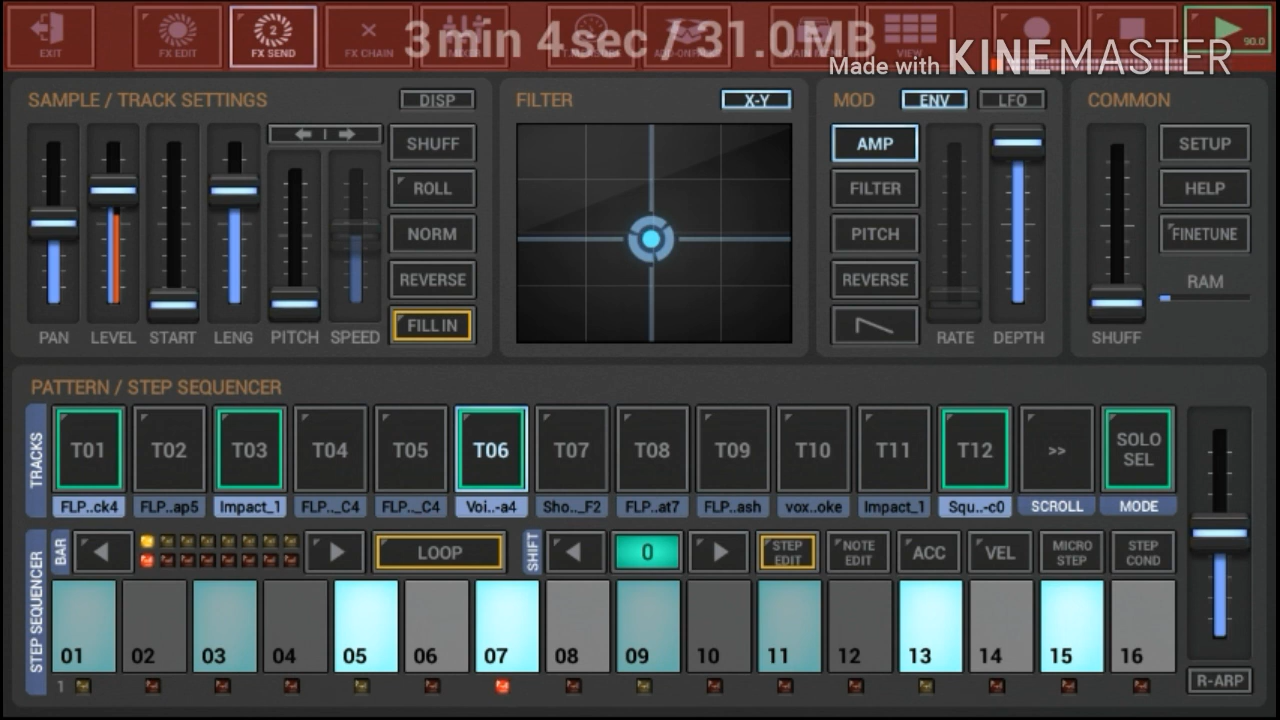 EXIT
FX EDIT
2
FX SEND
FX CHAIN
VIEW
90.0
3min 4sec / 31.0MB
Made with KINEMASTER
SAMPLE / TRACK SETTINGS
DISP
FILTER
X-Y
MOD
ENV
LFO
COMMON
SHUFF
ROLL
NORM
REVERSE
FILL IN
PAN
LEVEL
START
LENG
PITCH
SPEED
AMP
FILTER
PITCH
REVERSE
RATE
DEPTH
SETUP
HELP
FINETUNE
RAM
SHUFF
PATTERN / STEP SEQUENCER
TRACKS
T01 T02 T03 T04 T05 T06 T07 T08 T09 T10 T11 T12 >> SOLO
SEL
FLP..ck4 FLP..ap5 Impact_1 FLP.._C4 FLP.._C4 Voi..-a4 Sho.._F2 FLP..at7 FLP..ash vox..oke Impact_1 Squ..-c0 SCROLL MODE
STEP SEQUENCER
BAR
LOOP
SHIFT
0
STEP
EDIT
NOTE
EDIT
ACC
VEL
MICRO
STEP
STEP
COND
01 02 03 04 05 06 07 08 09 10 11 12 13 14 15 16
1
R-ARP